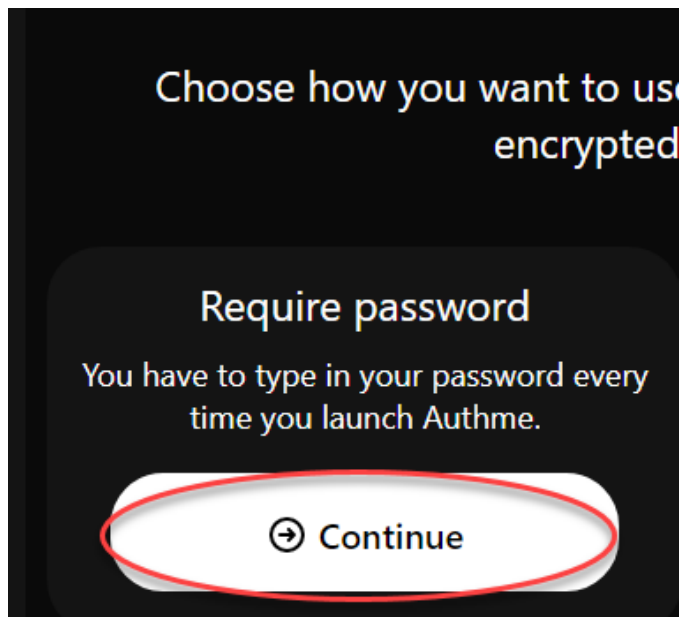 Choose how you want to use
encrypted
Require password
You have to type in your password every
time you launch Authme.
Continue